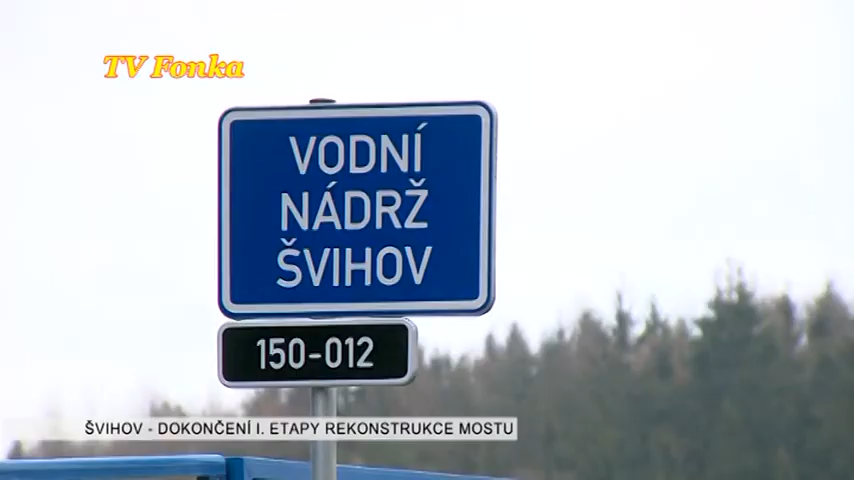 TV Fonka
VODNÍ
NÁDRŽ
ŠVIHOV
150-012
ŠVIHOV - DOKONČENÍ I. ETAPY REKONSTRUKCE MOSTU